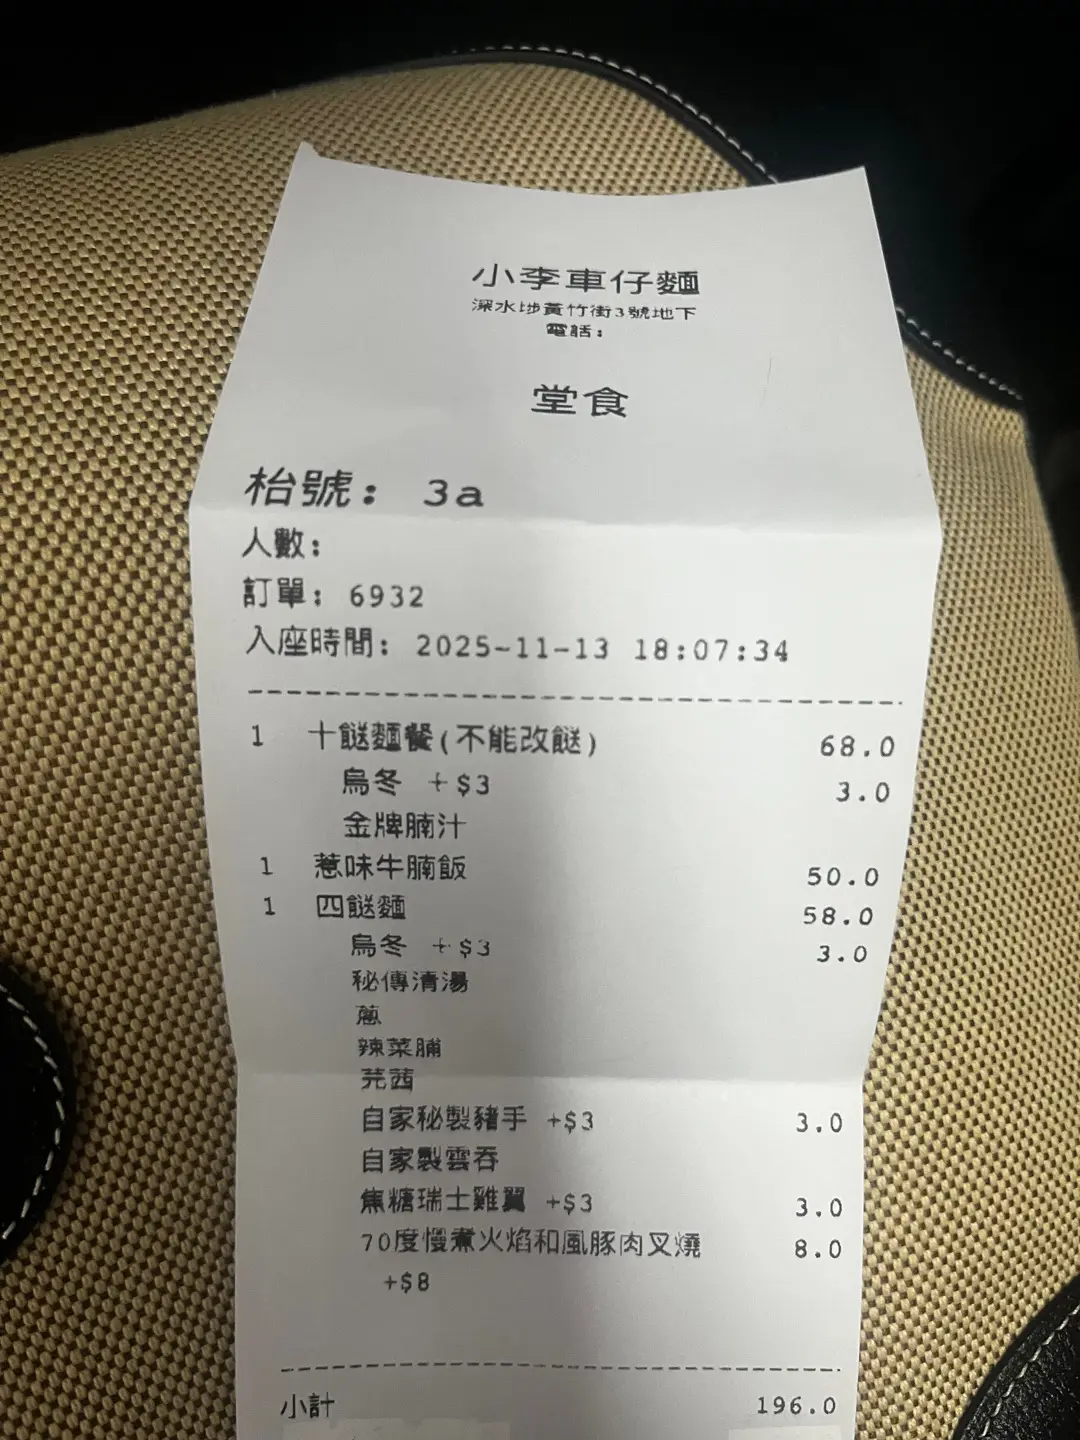 小李車仔麵
深水埗黃竹街3號地下
電話:
堂食
枱號: 3a
人數:
訂單: 6932
入座時間: 2025-11-13 18:07:34
1 十餸麵餐(不能改餸) 68.0
烏冬 +$3 3.0
金牌腩汁
1 惹味牛腩飯 50.0
1 四餸麵 58.0
烏冬 +$3 3.0
秘傳清湯
蔥
辣菜脯
芫茜
自家秘製豬手 +$3 3.0
自家製雲吞
焦糖瑞士雞翼 +$3 3.0
70度慢煮火焰和風豚肉叉燒 8.0
+$8
小計 196.0